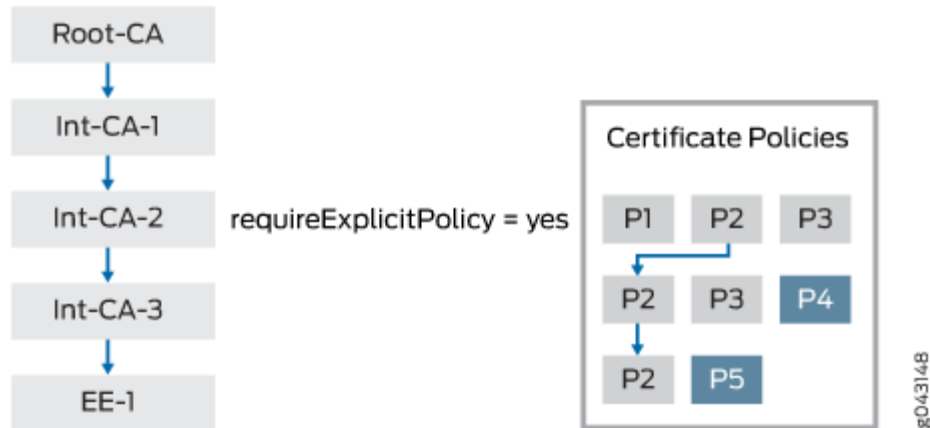 Root-CA
Int-CA-1
Int-CA-2
Int-CA-3
EE-1
requireExplicitPolicy = yes
Certificate Policies
P1 P2 P3
P2 P3 P4
P2 P5
g043148